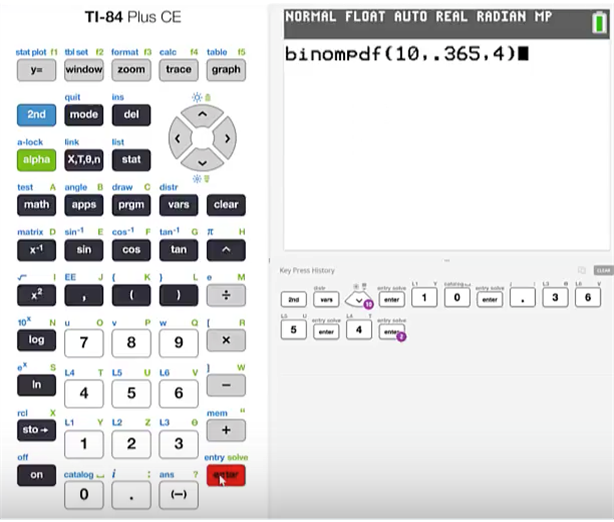 TI-84 Plus CE
stat plot f1 tbl set f2 format f3 calc f4 table f5
y= window zoom trace graph
quit ins
2nd mode del
a-lock link list
alpha X,T,θ,n stat
test A angle B draw C distr
math apps prgm vars clear
matrix D sin⁻¹ E cos⁻¹ F tan⁻¹ G π H
x⁻¹ sin cos tan ^
√ I EE J { K } L e M
x² , ( ) ÷
10ˣ N u O v P w Q [ R
log 7 8 9 ×
eˣ S L4 T L5 U L6 V ] W
ln 4 5 6 −
rcl X L1 Y L2 Z L3 θ mem "
sto→ 1 2 3 +
off catalog i : ans ? entry solve
on 0 . (−) enter
NORMAL FLOAT AUTO REAL RADIAN MP
binompdf(10,.365,4)
Key Press History
CLEAR
distr entry solve L1 Y catalog entry solve
2nd vars 10 enter 1 0 enter . 3 6
entry solve L4 T entry solve
5 enter 4 enter 2